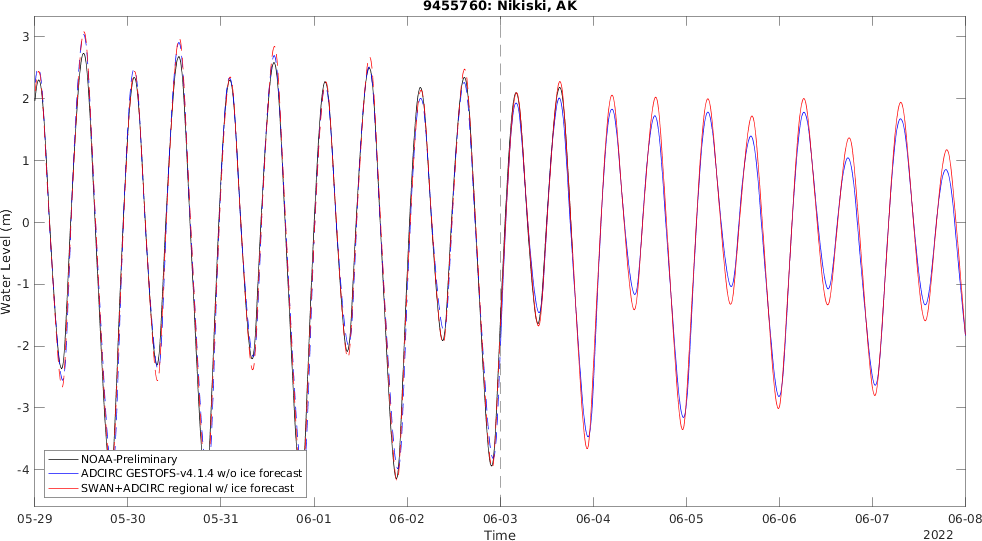 9455760: Nikiski, AK
3
2
1
0
-1
-2
-3
-4
Water Level (m)
NOAA-Preliminary
ADCIRC GESTOFS-v4.1.4 w/o ice forecast
SWAN+ADCIRC regional w/ ice forecast
05-29 05-30 05-31 06-01 06-02 06-03 06-04 06-05 06-06 06-07 06-08
Time
2022